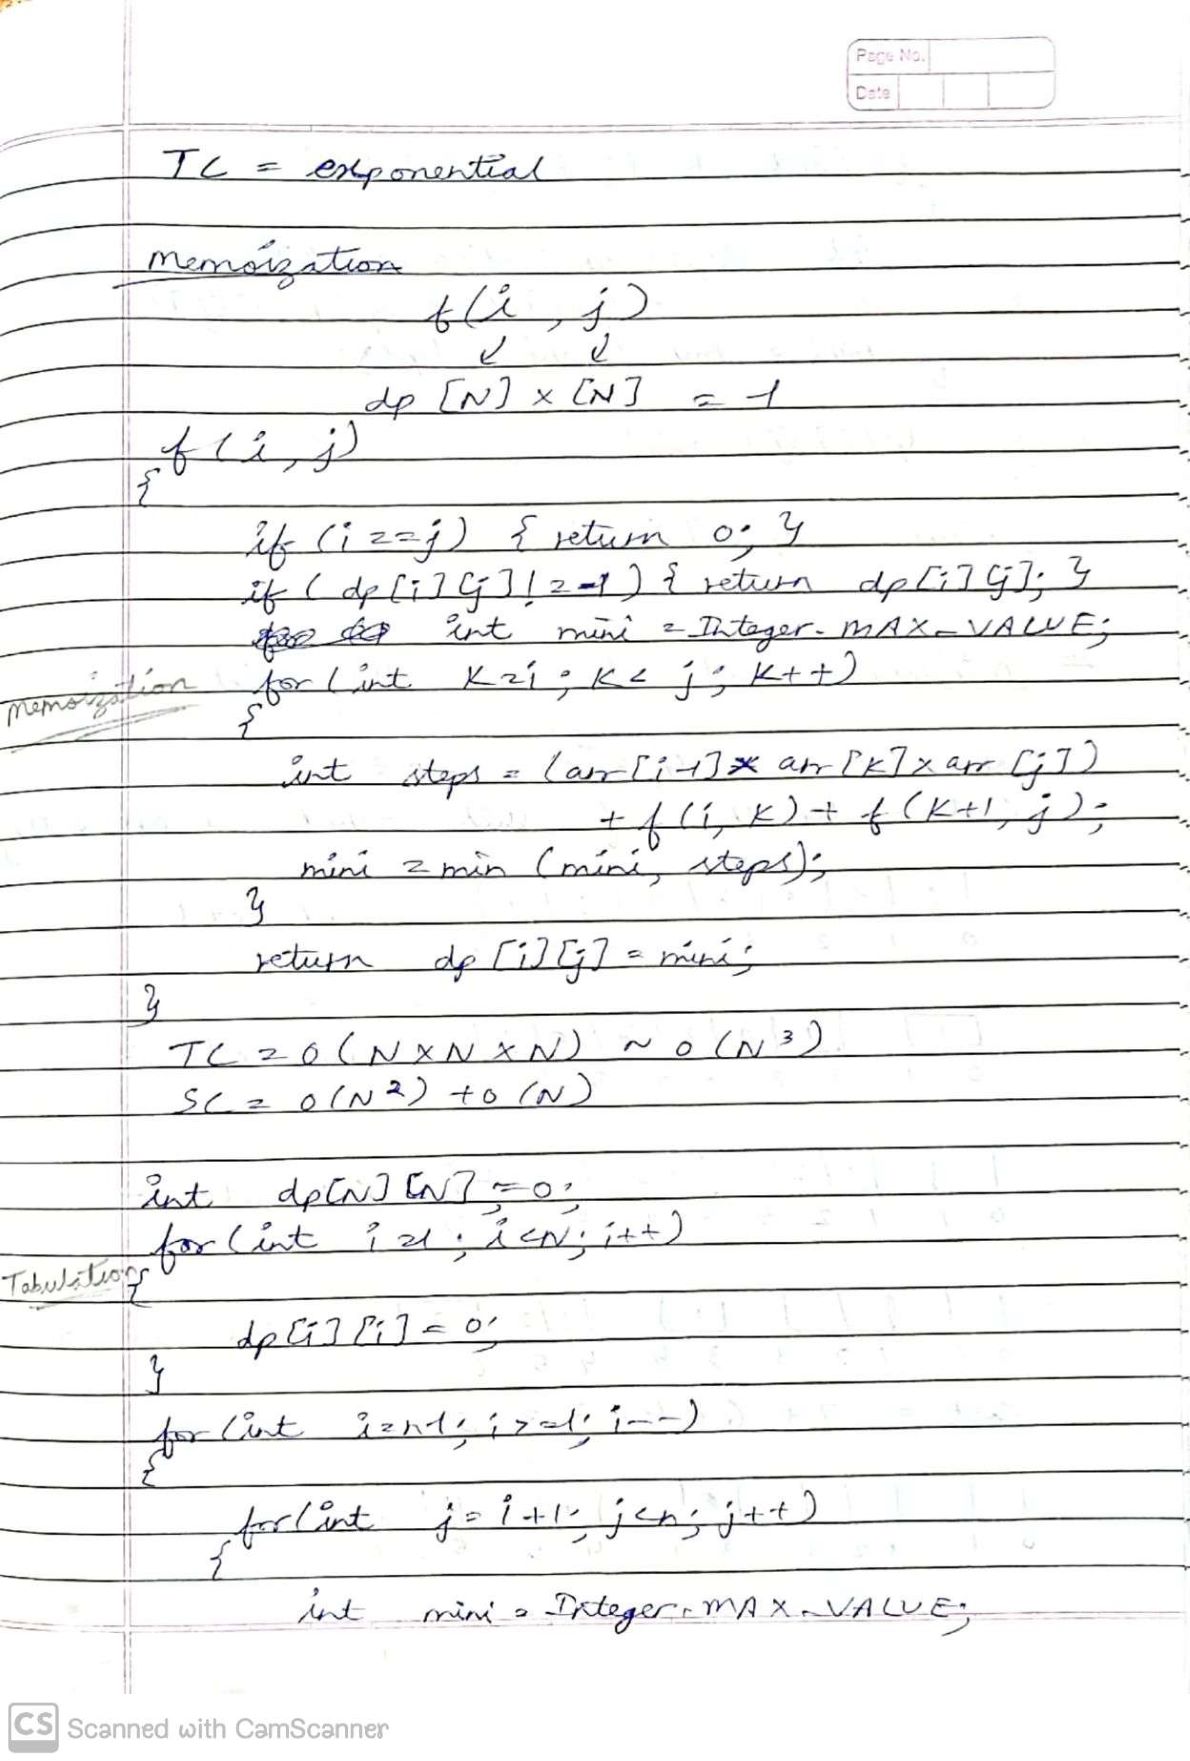 Page No.
Date
TC = exponential
memoization
f(i, j)
dp [N] x [N] = -1
f(i, j)
{
if (i==j) { return 0; }
if (dp[i][j]!=-1) { return dp[i][j]; }
int mini = Integer.MAX_VALUE;
memoization
for (int k=i; k< j; k++)
{
int steps = (arr[i-1]* arr[k]x arr[j])
+ f(i, k) + f(k+1, j);
mini = min (mini, steps);
}
return dp[i][j] = mini;
}
TC = O(N x N x N) ~ O(N³)
SC = O(N²) + O(N)
int dp[N][N] = 0;
for (int i=1; i<N; i++)
Tabulation
{
dp[i][i] = 0;
}
for (int i=n-1; i>=1; i--)
{
for (int j=i+1; j<n; j++)
{
int mini = Integer.MAX_VALUE;
CS Scanned with CamScanner